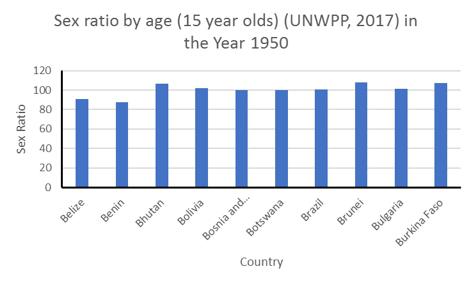 Sex ratio by age (15 year olds) (UNWPP, 2017) in
the Year 1950
120
100
80
60
40
20
0
Sex Ratio
Belize
Benin
Bhutan
Bolivia
Bosnia and...
Botswana
Brazil
Brunei
Bulgaria
Burkina Faso
Country